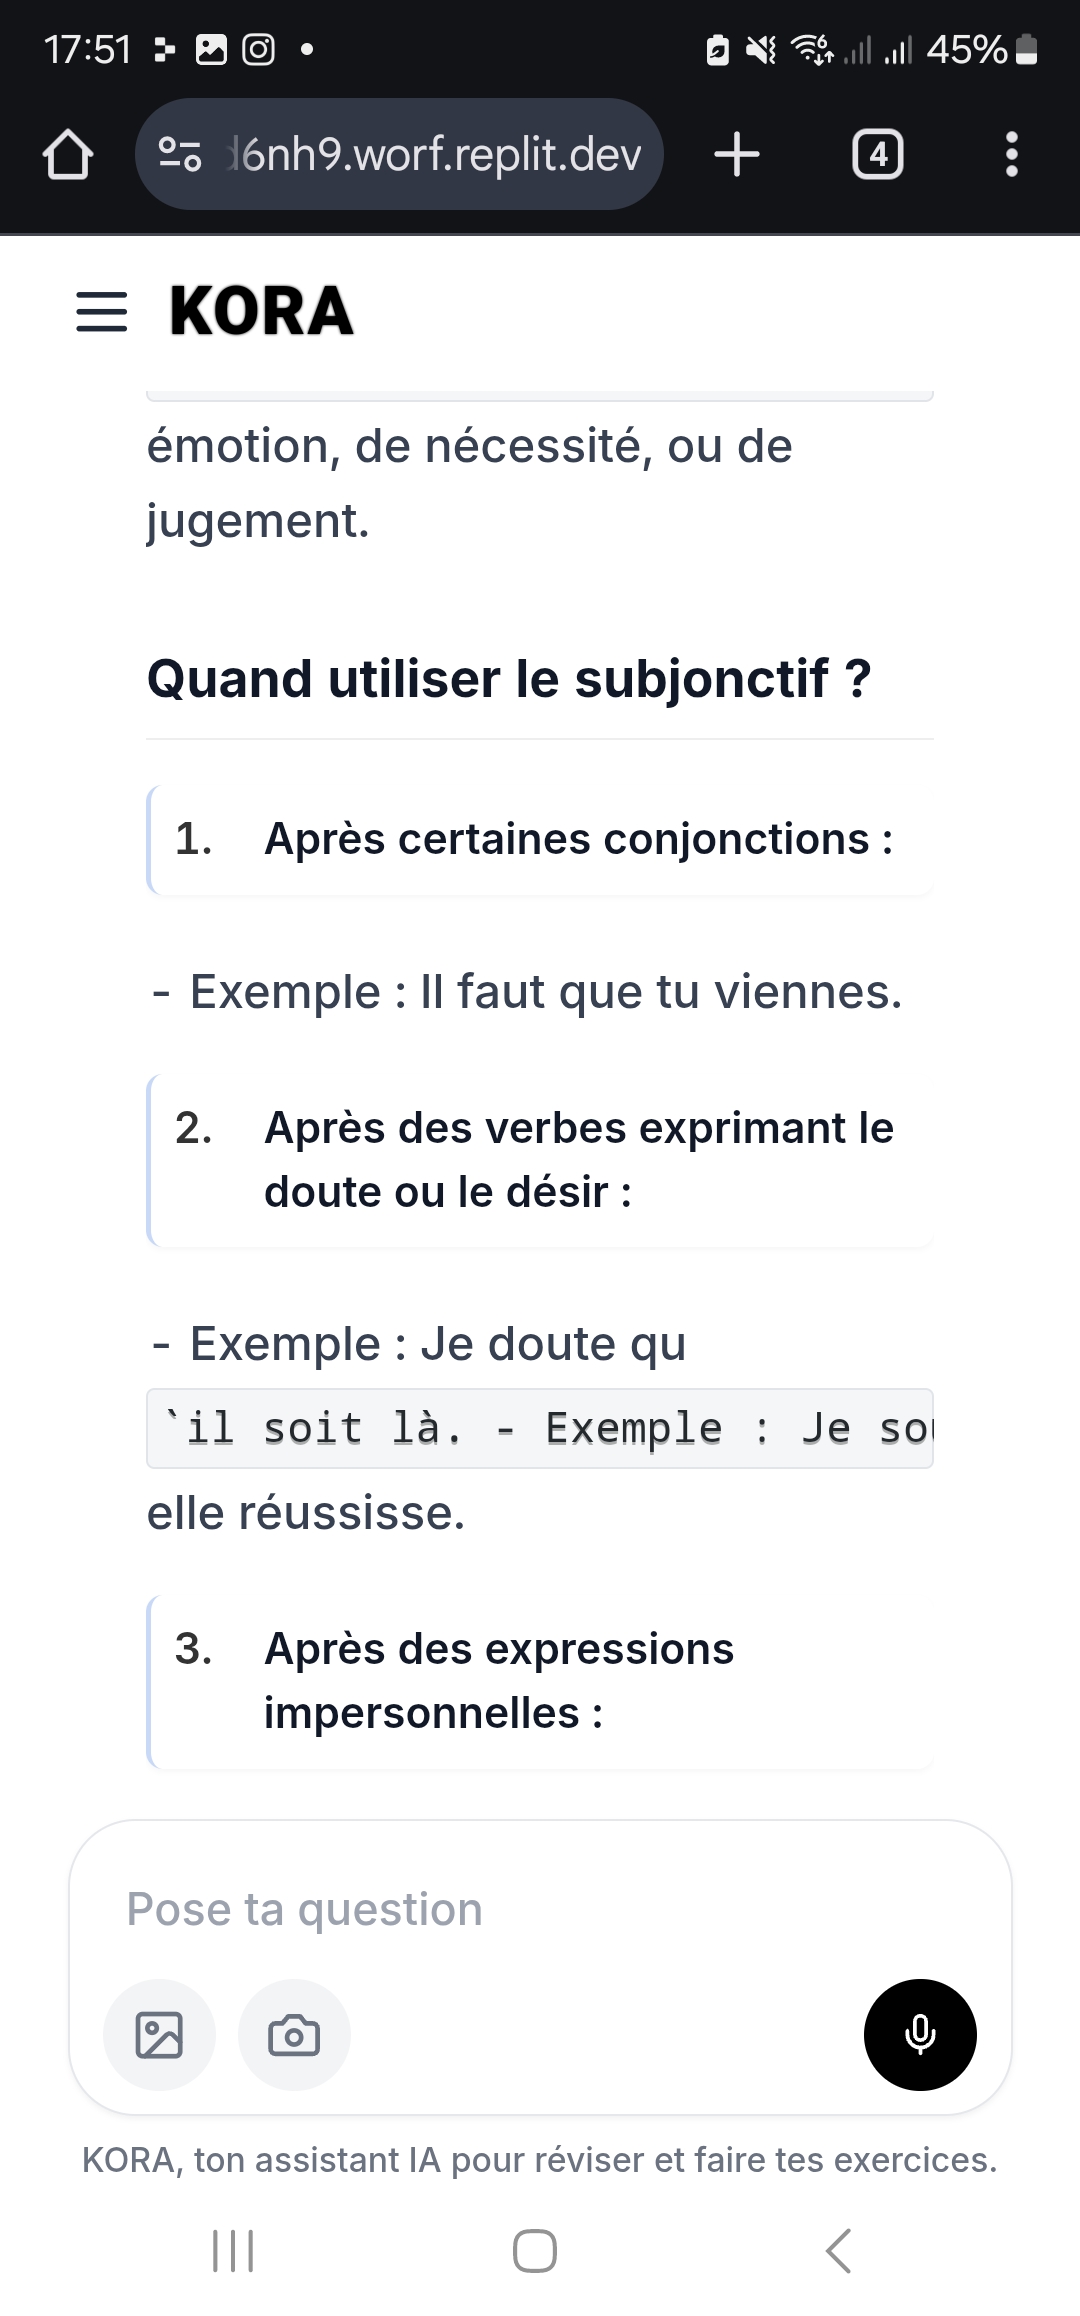 17:51
45%
6nh9.worf.replit.dev
4
KORA
émotion, de nécessité, ou de
jugement.
Quand utiliser le subjonctif ?
1. Après certaines conjonctions :
- Exemple : Il faut que tu viennes.
2. Après des verbes exprimant le
doute ou le désir :
- Exemple : Je doute qu
`il soit là. - Exemple : Je sou
elle réussisse.
3. Après des expressions
impersonnelles :
Pose ta question
KORA, ton assistant IA pour réviser et faire tes exercices.